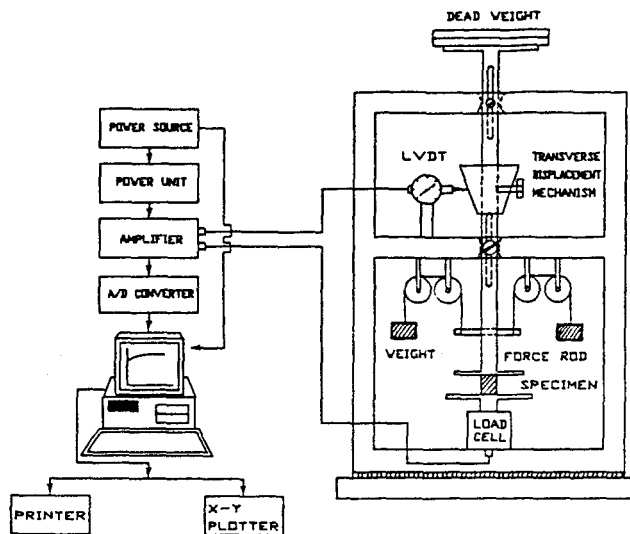 DEAD WEIGHT
POWER SOURCE
POWER UNIT
AMPLIFIER
A/D CONVERTER
PRINTER
X-Y
PLOTTER
LVDT
TRANSVERSE
DISPLACEMENT
MECHANISM
WEIGHT
FORCE ROD
SPECIMEN
LOAD
CELL